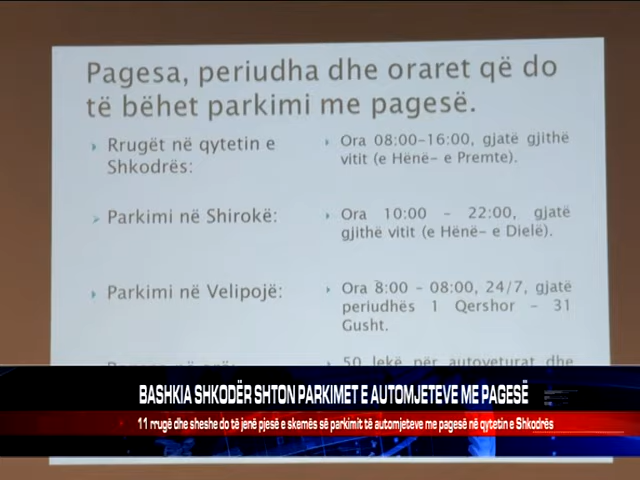 Pagesa, periudha dhe oraret që do
të bëhet parkimi me pagesë.
Rrugët në qytetin e
Shkodrës:
Ora 08:00-16:00, gjatë gjithë
vitit (e Hënë- e Premte).
Parkimi në Shirokë:
Ora 10:00 - 22:00, gjatë
gjithë vitit (e Hënë- e Dielë).
Parkimi në Velipojë:
Ora 8:00 - 08:00, 24/7, gjatë
periudhës 1 Qershor - 31
Gusht.
50 lekë për autoveturat dhe
BASHKIA SHKODËR SHTON PARKIMET E AUTOMJETEVE ME PAGESË
11 rrugë dhe sheshe do të jenë pjesë e skemës së parkimit të automjeteve me pagesë në qytetin e Shkodrës